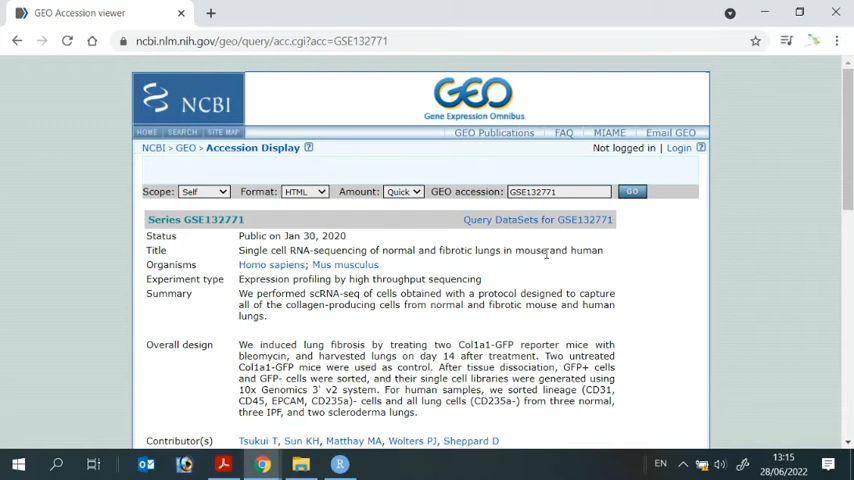 GEO Accession viewer
ncbi.nlm.nih.gov/geo/query/acc.cgi?acc=GSE132771
NCBI
GEO
Gene Expression Omnibus
HOME SEARCH SITE MAP GEO Publications FAQ MIAME Email GEO
NCBI > GEO > Accession Display ? Not logged in | Login ?
Scope: Self Format: HTML Amount: Quick GEO accession: GSE132771 GO
Series GSE132771 Query DataSets for GSE132771
Status Public on Jan 30, 2020
Title Single cell RNA-sequencing of normal and fibrotic lungs in mouse and human
Organisms Homo sapiens; Mus musculus
Experiment type Expression profiling by high throughput sequencing
Summary We performed scRNA-seq of cells obtained with a protocol designed to capture
all of the collagen-producing cells from normal and fibrotic mouse and human
lungs.
Overall design We induced lung fibrosis by treating two Col1a1-GFP reporter mice with
bleomycin, and harvested lungs on day 14 after treatment. Two untreated
Col1a1-GFP mice were used as control. After tissue dissociation, GFP+ cells
and GFP- cells were sorted, and their single cell libraries were generated using
10x Genomics 3' v2 system. For human samples, we sorted lineage (CD31,
CD45, EPCAM, CD235a)- cells and all lung cells (CD235a-) from three normal,
three IPF, and two scleroderma lungs.
Contributor(s) Tsukui T, Sun KH, Matthay MA, Wolters PJ, Sheppard D
EN
13:15
28/06/2022